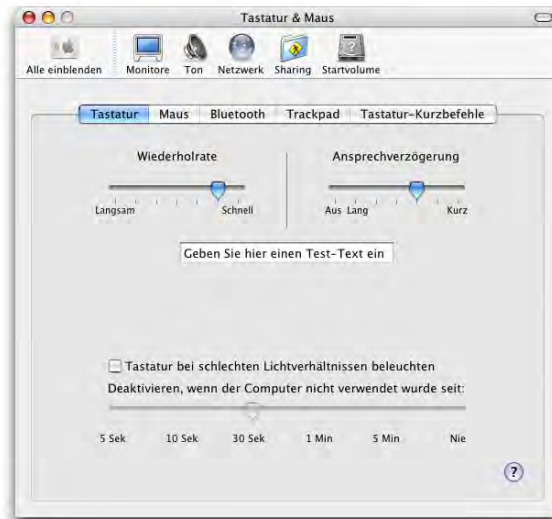 Tastatur & Maus
Alle einblenden Monitore Ton Netzwerk Sharing Startvolume
Tastatur Maus Bluetooth Trackpad Tastatur-Kurzbefehle
Wiederholrate Ansprechverzögerung
Langsam Schnell Aus Lang Kurz
Geben Sie hier einen Test-Text ein
Tastatur bei schlechten Lichtverhältnissen beleuchten
Deaktivieren, wenn der Computer nicht verwendet wurde seit:
5 Sek 10 Sek 30 Sek 1 Min 5 Min Nie
?